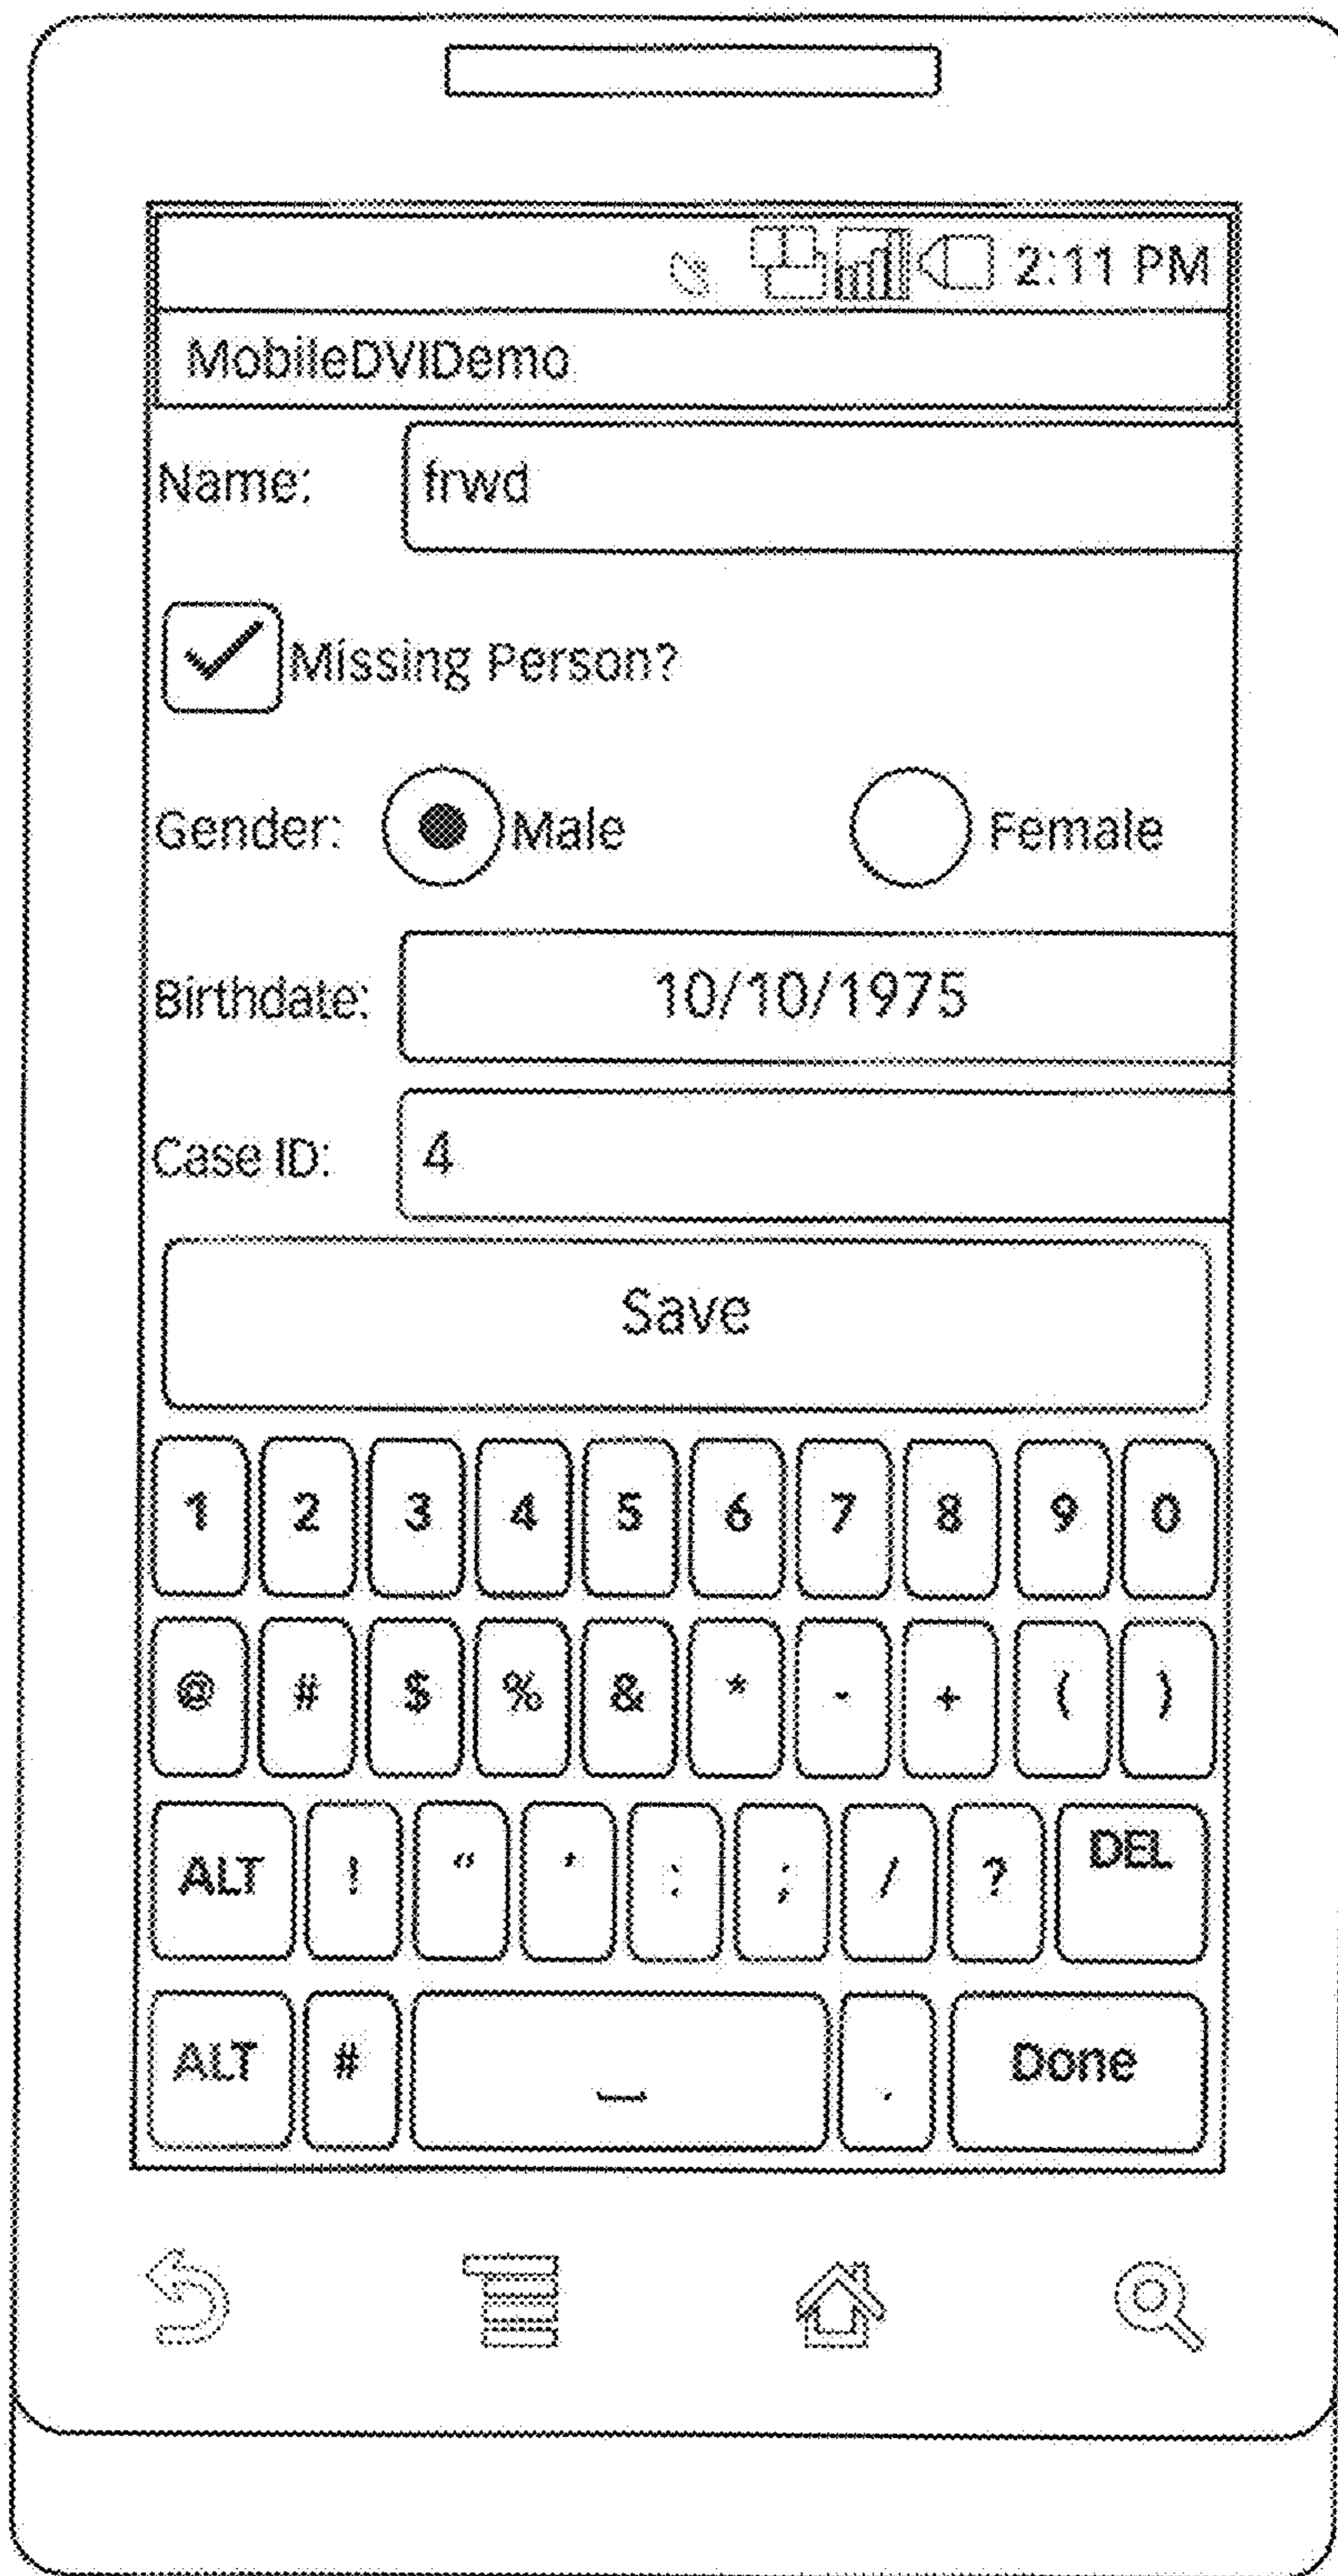 2:11 PM
MobileDVIDemo
Name: frwd
Missing Person?
Gender: Male Female
Birthdate: 10/10/1975
Case ID: 4
Save
1 2 3 4 5 6 7 8 9 0
@ # $ % & * - + ( )
ALT ! " ' : ; / ? DEL
ALT # . Done